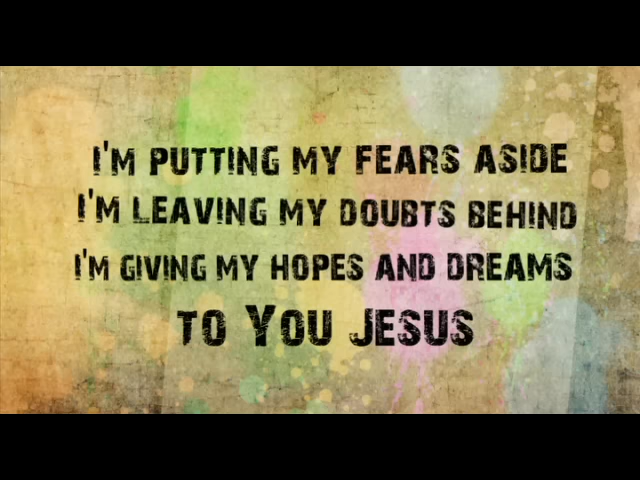 I'M PUTTING MY FEARS ASIDE
I'M LEAVING MY DOUBTS BEHIND
I'M GIVING MY HOPES AND DREAMS
TO YOU JESUS